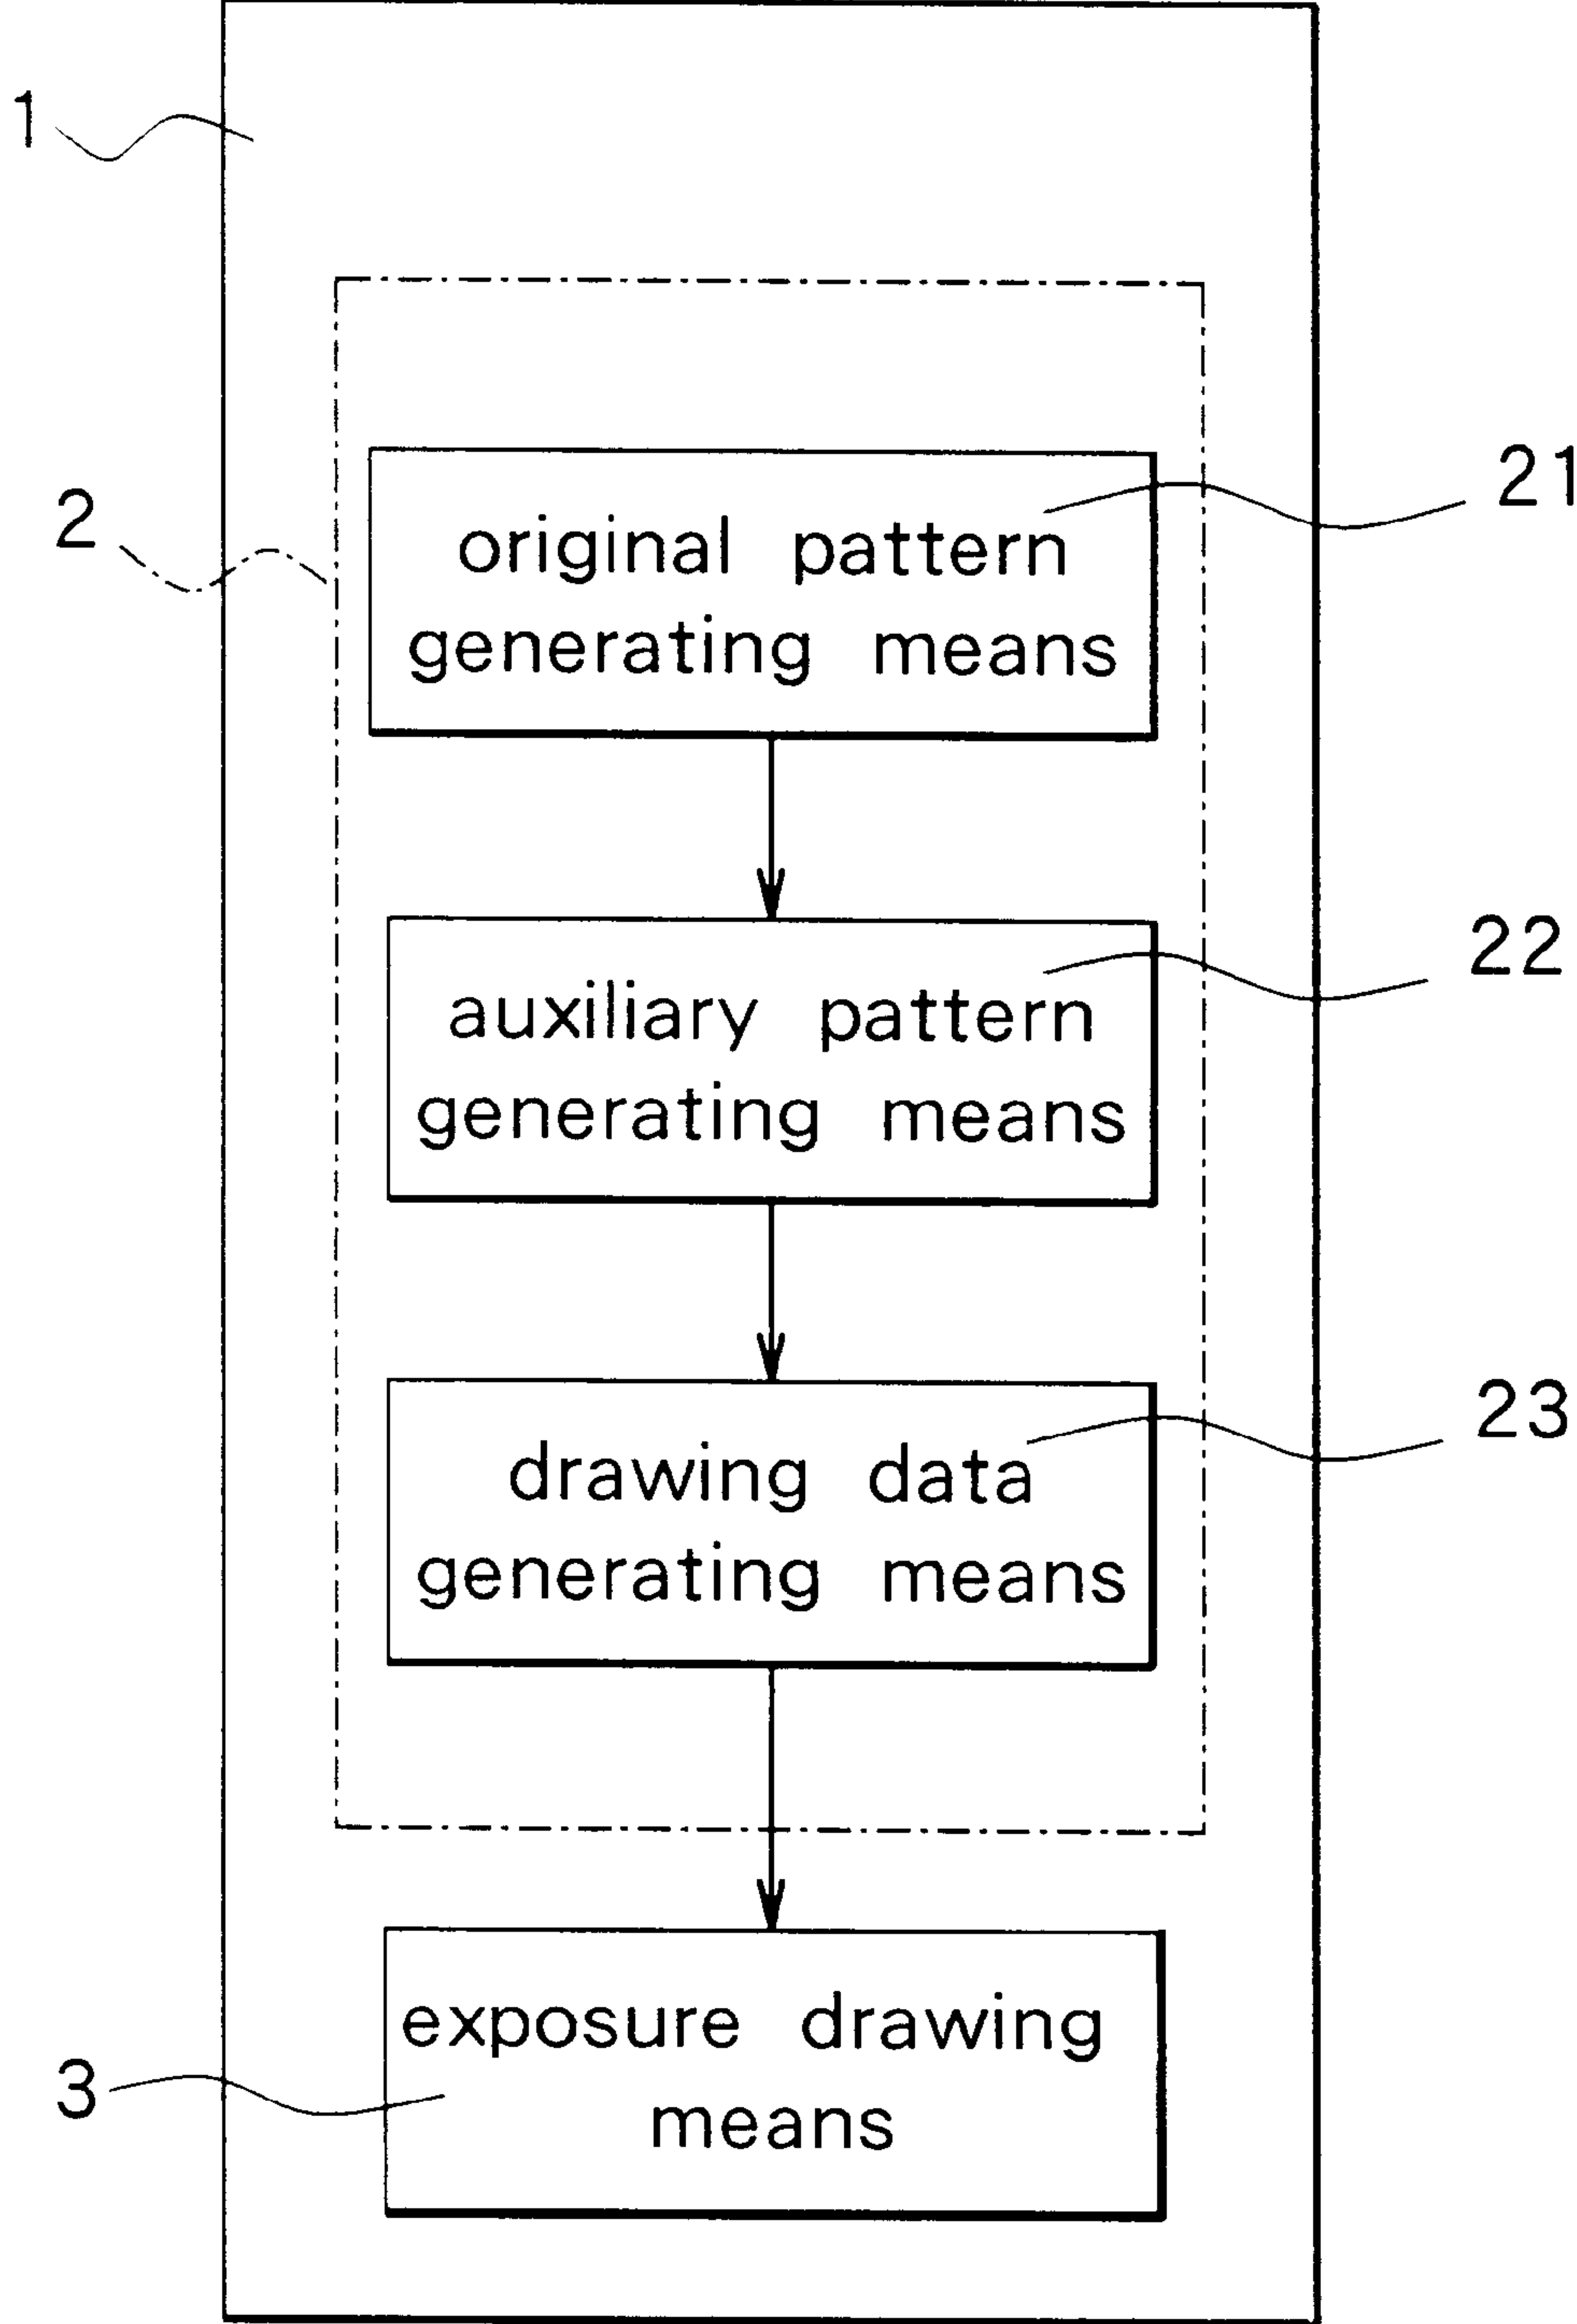 1
2
original pattern
generating means
21
auxiliary pattern
generating means
22
drawing data
generating means
23
exposure drawing
means
3